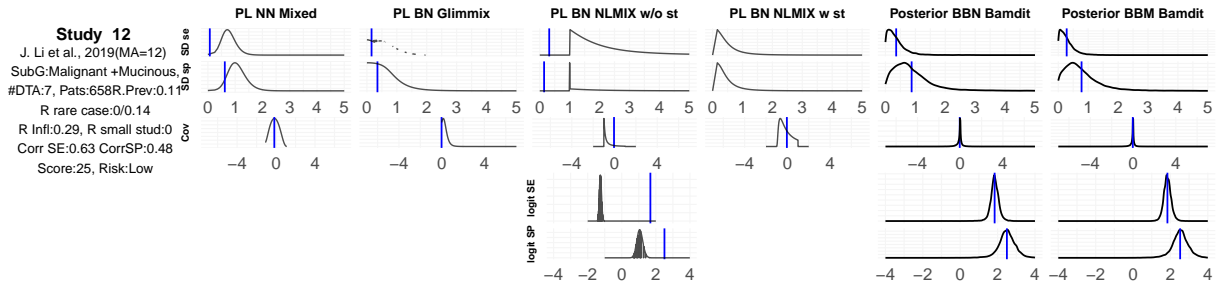 PL NN Mixed PL BN Glimmix PL BN NLMIX w/o st PL BN NLMIX w st Posterior BBN Bamdit Posterior BBM Bamdit
Study 12
J. Li et al., 2019(MA=12)
SubG:Malignant +Mucinous,
#DTA:7, Pats:658R.Prev:0.11
R rare case:0/0.14
R Infl:0.29, R small stud:0
Corr SE:0.63 CorrSP:0.48
Score:25, Risk:Low
SD se
SD sp
0 1 2 3 4 5 0 1 2 3 4 5 0 1 2 3 4 5 0 1 2 3 4 5 0 1 2 3 4 5 0 1 2 3 4 5
Cov
−4 0 4 −4 0 4 −4 0 4 −4 0 4 −4 0 4 −4 0 4
logit SE
logit SP
−4 −2 0 2 4 −4 −2 0 2 4 −4 −2 0 2 4